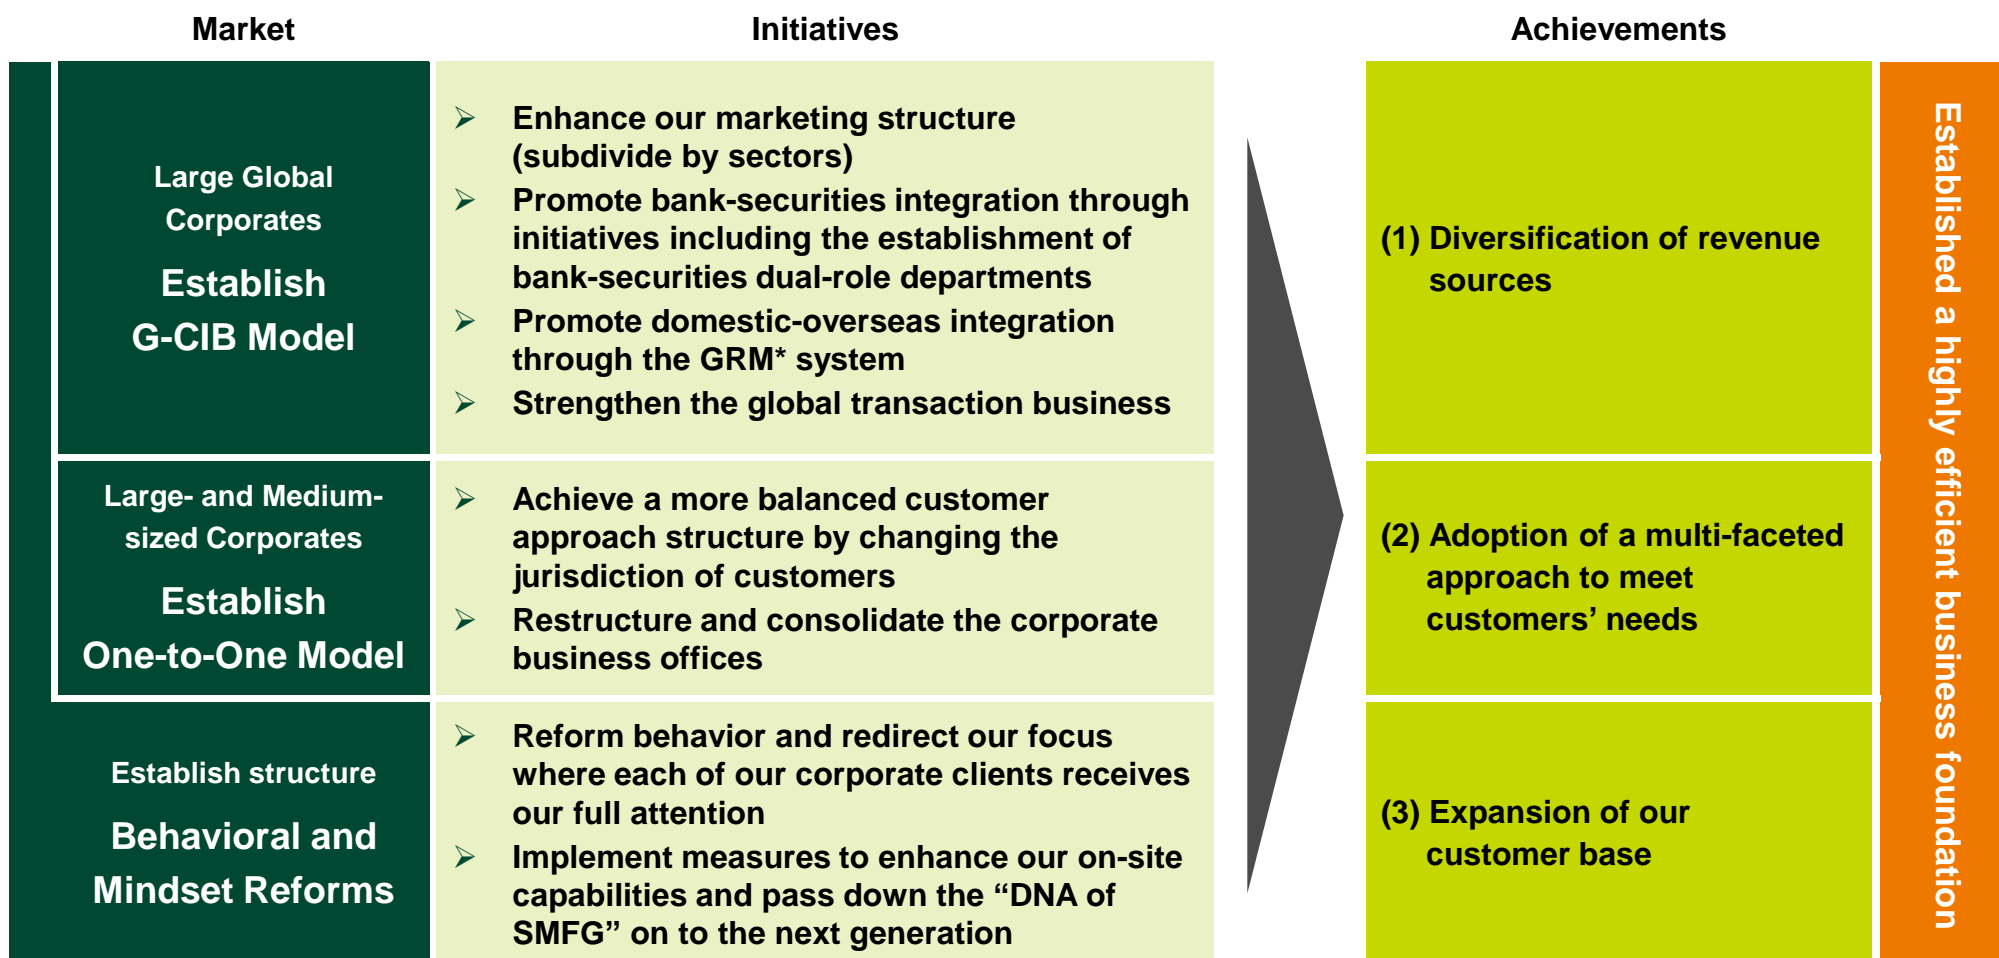 Market
Initiatives
Achievements
Large Global
Corporates
Establish
G-CIB Model
➢ Enhance our marketing structure
(subdivide by sectors)
➢ Promote bank-securities integration through
initiatives including the establishment of
bank-securities dual-role departments
➢ Promote domestic-overseas integration
through the GRM* system
➢ Strengthen the global transaction business
(1) Diversification of revenue
sources
Large- and Medium-
sized Corporates
Establish
One-to-One Model
➢ Achieve a more balanced customer
approach structure by changing the
jurisdiction of customers
➢ Restructure and consolidate the corporate
business offices
(2) Adoption of a multi-faceted
approach to meet
customers’ needs
Establish structure
Behavioral and
Mindset Reforms
➢ Reform behavior and redirect our focus
where each of our corporate clients receives
our full attention
➢ Implement measures to enhance our on-site
capabilities and pass down the “DNA of
SMFG” on to the next generation
(3) Expansion of our
customer base
Established a highly efficient business foundation